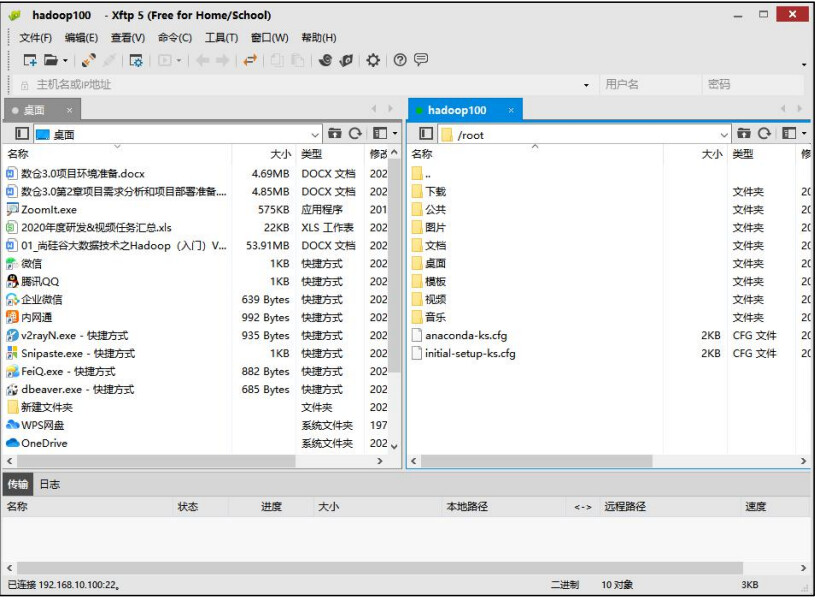 hadoop100 - Xftp 5 (Free for Home/School)
文件(F) 编辑(E) 查看(V) 命令(C) 工具(T) 窗口(W) 帮助(H)
主机名或IP地址 用户名 密码
桌面 × hadoop100 ×
桌面 /root
名称 大小 类型 修改 名称 大小 类型 修
数仓3.0项目环境准备.docx 4.69MB DOCX 文档 202 ..
数仓3.0第2章项目需求分析和项目部署准备.... 4.85MB DOCX 文档 202 下载 文件夹 20
ZoomIt.exe 575KB 应用程序 201 公共 文件夹 20
2020年度研发&视频任务汇总.xls 22KB XLS 工作表 202 图片 文件夹 20
01_尚硅谷大数据技术之Hadoop（入门）V... 53.91MB DOCX 文档 202 文档 文件夹 20
微信 1KB 快捷方式 202 桌面 文件夹 20
腾讯QQ 1KB 快捷方式 202 模板 文件夹 20
企业微信 639 Bytes 快捷方式 202 视频 文件夹 20
内网通 992 Bytes 快捷方式 202 音乐 文件夹 20
v2rayN.exe - 快捷方式 935 Bytes 快捷方式 202 anaconda-ks.cfg 2KB CFG 文件 20
Snipaste.exe - 快捷方式 1KB 快捷方式 202 initial-setup-ks.cfg 2KB CFG 文件 20
FeiQ.exe - 快捷方式 882 Bytes 快捷方式 202
dbeaver.exe - 快捷方式 685 Bytes 快捷方式 202
新建文件夹 文件夹 202
WPS网盘 系统文件夹 197
OneDrive 系统文件夹 202
传输 日志
名称 状态 进度 大小 本地路径 <-> 远程路径 速度
已连接 192.168.10.100:22。 二进制 10 对象 3KB